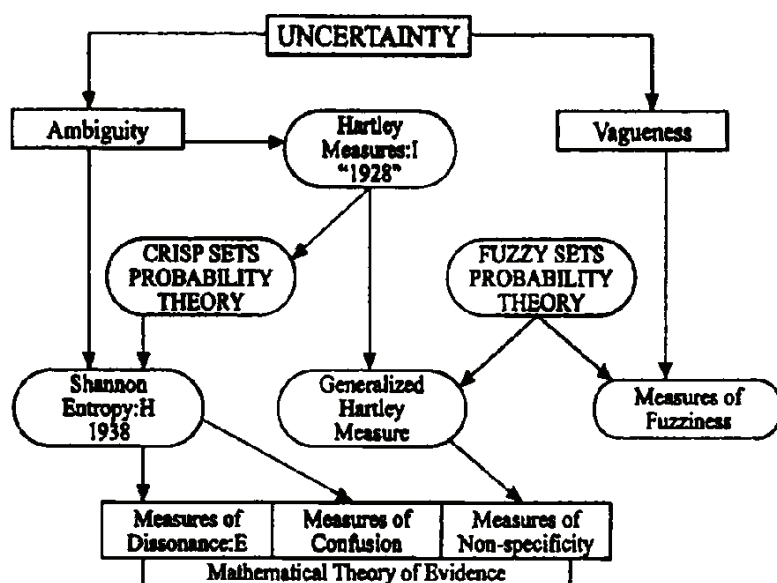 UNCERTAINTY
Ambiguity
Hartley
Measures:I
“1928”
Vagueness
CRISP SETS
PROBABILITY
THEORY
FUZZY SETS
PROBABILITY
THEORY
Shannon
Entropy:H
1938
Generalized
Hartley
Measure
Measures of
Fuzziness
Measures of
Dissonance:E
Measures of
Confusion
Measures of
Non-specificity
Mathematical Theory of Evidence